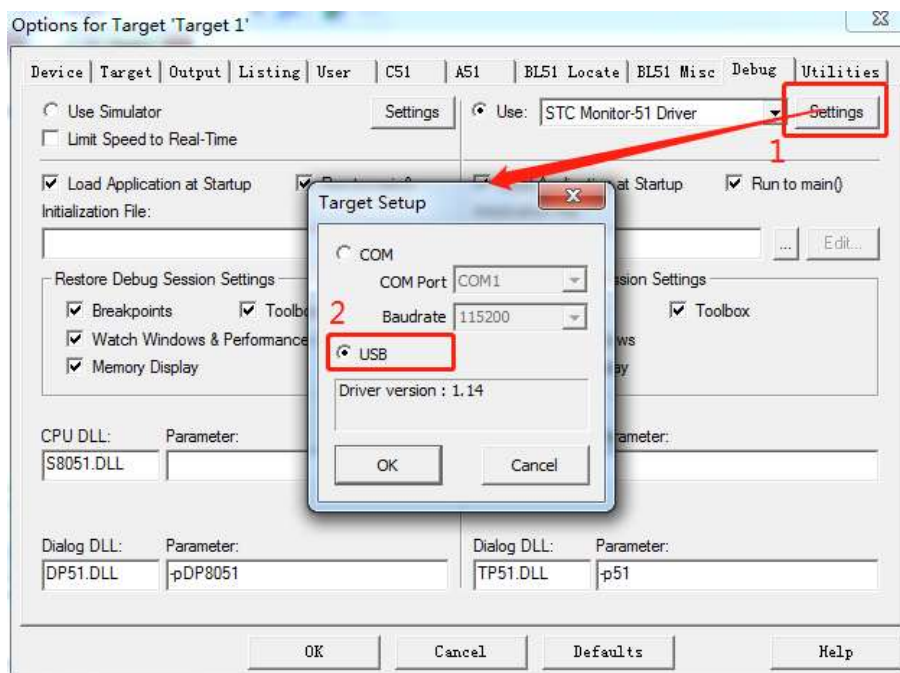 Options for Target 'Target 1'
Device Target Output Listing User C51 A51 BL51 Locate BL51 Misc Debug Utilities
Use Simulator Settings Use: STC Monitor-51 Driver Settings
Limit Speed to Real-Time
1
Load Application at Startup at Startup Run to main()
Initialization File:
... Edit...
Target Setup
COM
COM Port COM1
Baudrate 115200
2
USB
Driver version : 1.14
OK Cancel
Restore Debug Session Settings Settings
Breakpoints Toolbox
Watch Windows & Performance
Memory Display
CPU DLL: Parameter:
S8051.DLL
Dialog DLL: Parameter: Dialog DLL: Parameter:
DP51.DLL -pDP8051 TP51.DLL -p51
OK Cancel Defaults Help